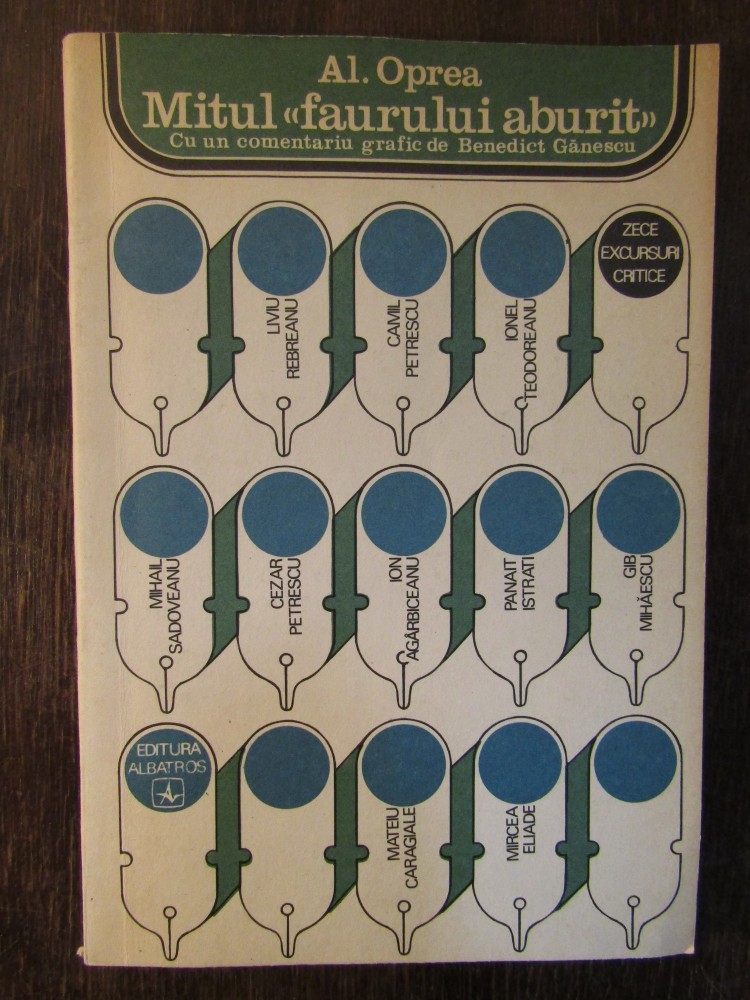 Al. Oprea
Mitul «faurului aburit»
Cu un comentariu grafic de Benedict Gănescu
LIVIU
REBREANU
CAMIL
PETRESCU
IONEL
TEODOREANU
ZECE
EXCURSURI
CRITICE
MIHAIL
SADOVEANU
CEZAR
PETRESCU
ION
AGÂRBICEANU
PANAIT
ISTRATI
GIB
MIHĂESCU
EDITURA
ALBATROS
MATEIU
CARAGIALE
MIRCEA
ELIADE